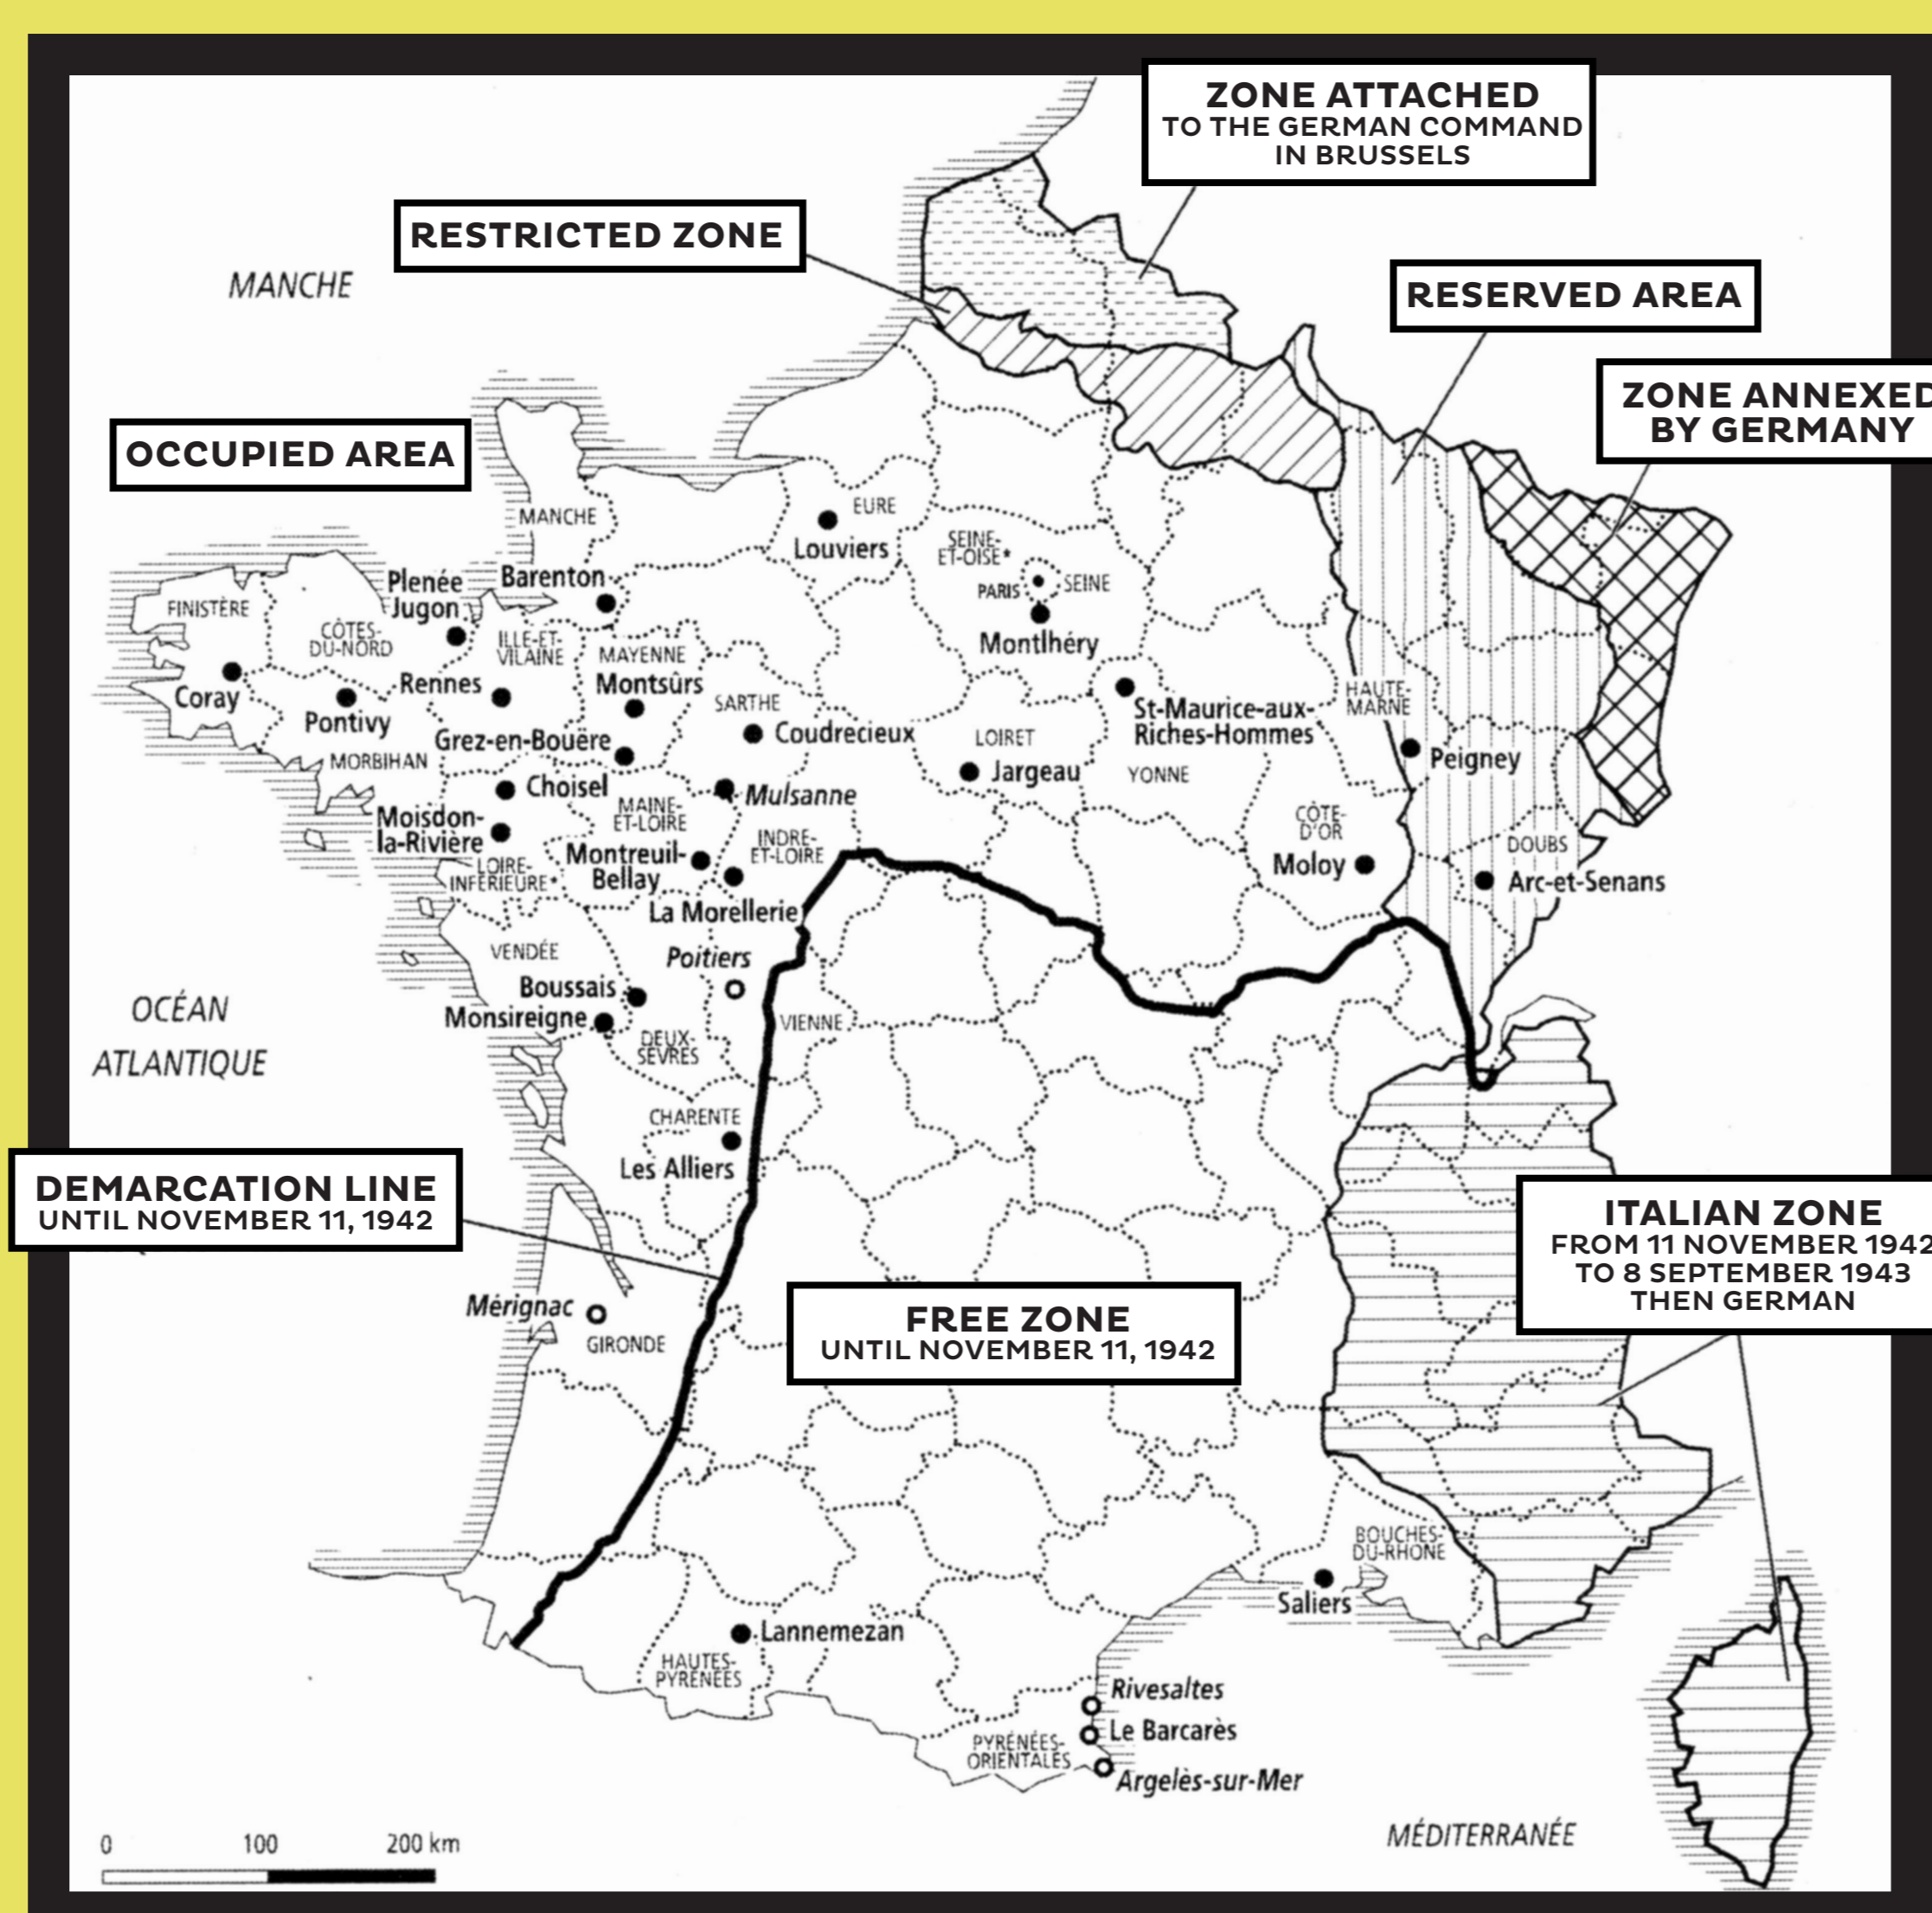 ZONE ATTACHED
TO THE GERMAN COMMAND
IN BRUSSELS
RESTRICTED ZONE
MANCHE
RESERVED AREA
ZONE ANNEXED
BY GERMANY
OCCUPIED AREA
MANCHE
EURE
Louviers
SEINE-
ET-OISE*
PARIS
SEINE
Montlhéry
Plenée
Jugon
Barenton
FINISTÈRE
CÔTES-
DU-NORD
ILLE-ET-
VILAINE
MAYENNE
Coray
Pontivy
Rennes
Montsûrs
SARTHE
HAUTE-
MARNE
St-Maurice-aux-
Riches-Hommes
Grez-en-Bouère
Coudrecieux
LOIRET
MORBIHAN
Jargeau
YONNE
Peigney
Choisel
Mulsanne
MAINE-
ET-LOIRE
Moisdon-
la-Rivière
INDRE-
ET-LOIRE
CÔTE-
D'OR
DOUBS
LOIRE-
INFÉRIEURE*
Montreuil-
Bellay
Moloy
Arc-et-Senans
La Morellerie
VENDÉE
Poitiers
Boussais
Monsireigne
OCÉAN
ATLANTIQUE
VIENNE
DEUX-
SÈVRES
CHARENTE
Les Alliers
DEMARCATION LINE
UNTIL NOVEMBER 11, 1942
ITALIAN ZONE
FROM 11 NOVEMBER 1942
TO 8 SEPTEMBER 1943
THEN GERMAN
Mérignac
GIRONDE
FREE ZONE
UNTIL NOVEMBER 11, 1942
BOUCHES-
DU-RHÔNE
Saliers
Lannemezan
HAUTES-
PYRÉNÉES
Rivesaltes
Le Barcarès
PYRÉNÉES-
ORIENTALES
Argelès-sur-Mer
MÉDITERRANÉE
0 100 200 km